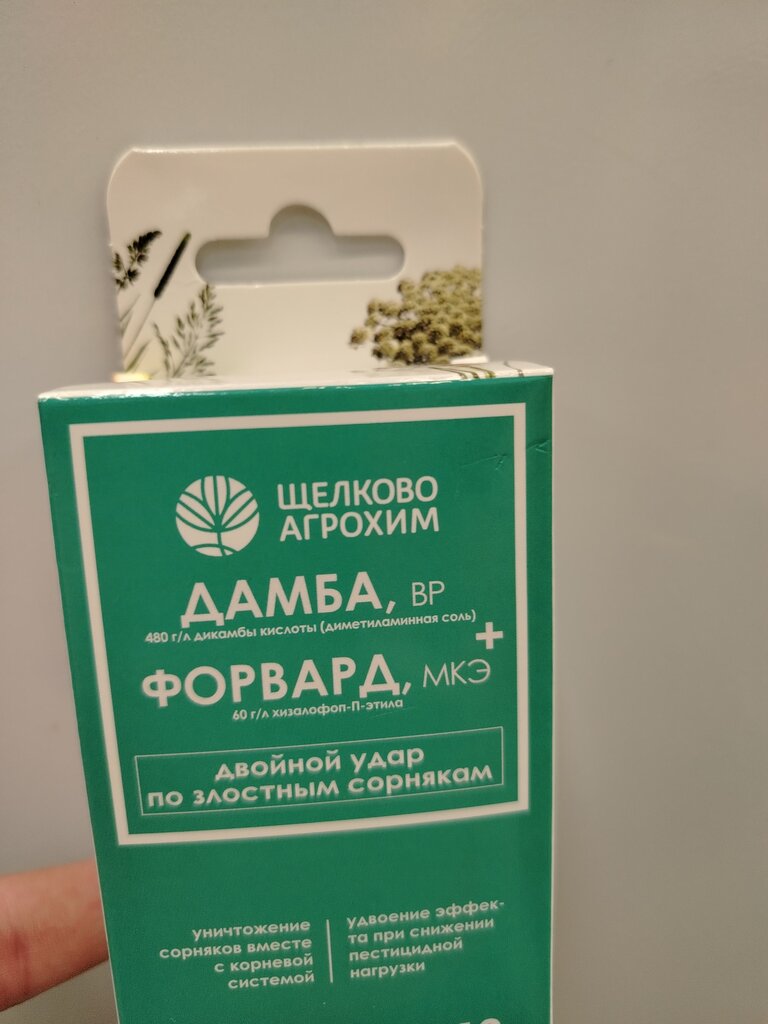 ЩЕЛКОВО
АГРОХИМ
ДАМБА, ВР
480 г/л дикамбы кислоты (диметиламинная соль)
+
ФОРВАРД, МКЭ
60 г/л хизалофоп-П-этила
двойной удар
по злостным сорнякам
уничтожение
сорняков вместе
с корневой
системой
удвоение эффек-
та при снижении
пестицидной
нагрузки